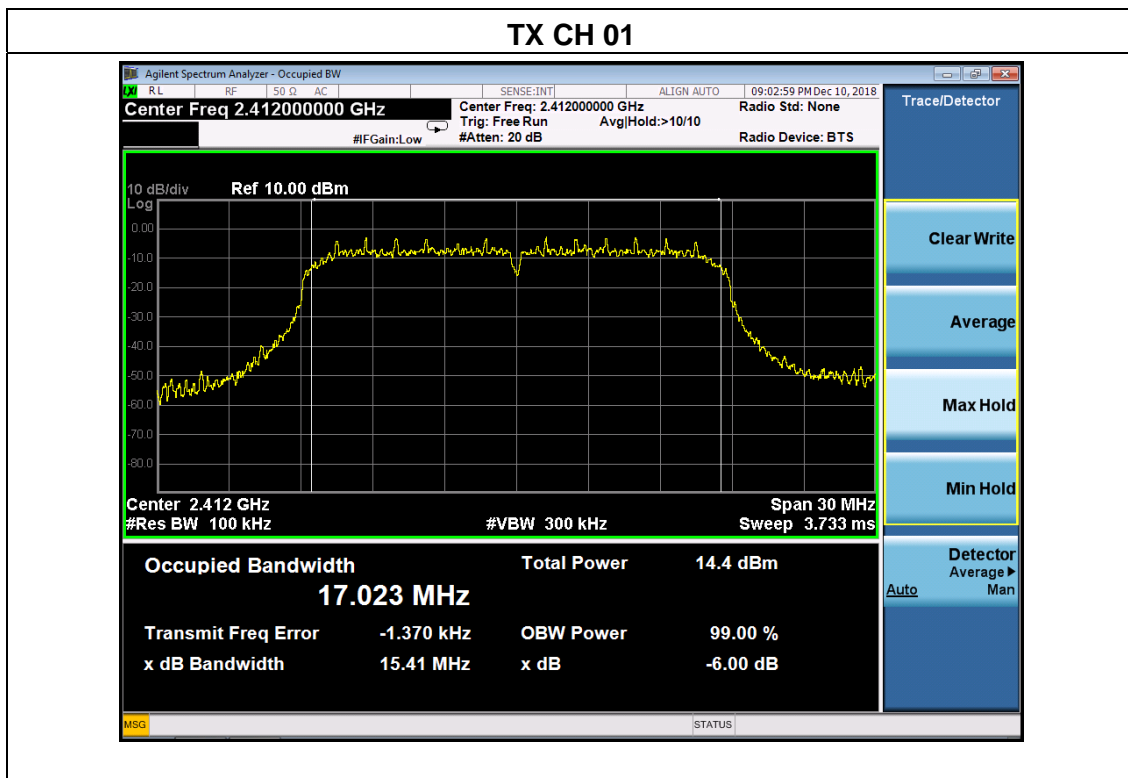 TX CH 01
Agilent Spectrum Analyzer - Occupied BW
LXI RL RF 50 Ω AC SENSE:INT ALIGN AUTO 09:02:59 PM Dec 10, 2018
Center Freq 2.412000000 GHz
Center Freq: 2.412000000 GHz
Radio Std: None
Trig: Free Run Avg|Hold:>10/10
#IFGain:Low #Atten: 20 dB
Radio Device: BTS
10 dB/div Ref 10.00 dBm
Log
0.00
-10.0
-20.0
-30.0
-40.0
-50.0
-60.0
-70.0
-80.0
Center 2.412 GHz Span 30 MHz
#Res BW 100 kHz #VBW 300 kHz Sweep 3.733 ms
Occupied Bandwidth Total Power 14.4 dBm
17.023 MHz
Transmit Freq Error -1.370 kHz OBW Power 99.00 %
x dB Bandwidth 15.41 MHz x dB -6.00 dB
Trace/Detector
Clear Write
Average
Max Hold
Min Hold
Detector
Average
Auto Man
MSG STATUS